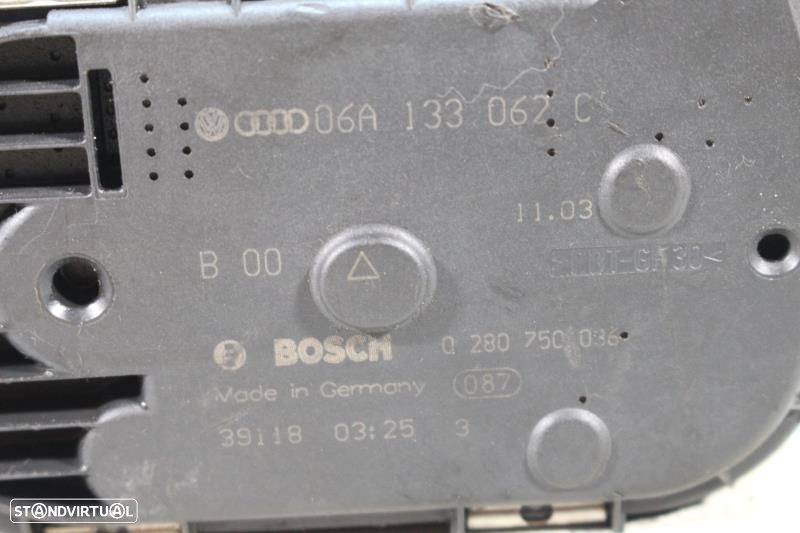 06A 133 062 C
11.03
B 00
BOSCH 0 280 750 036
Made in Germany 087
39118 03:25 3
STANDVIRTUAL